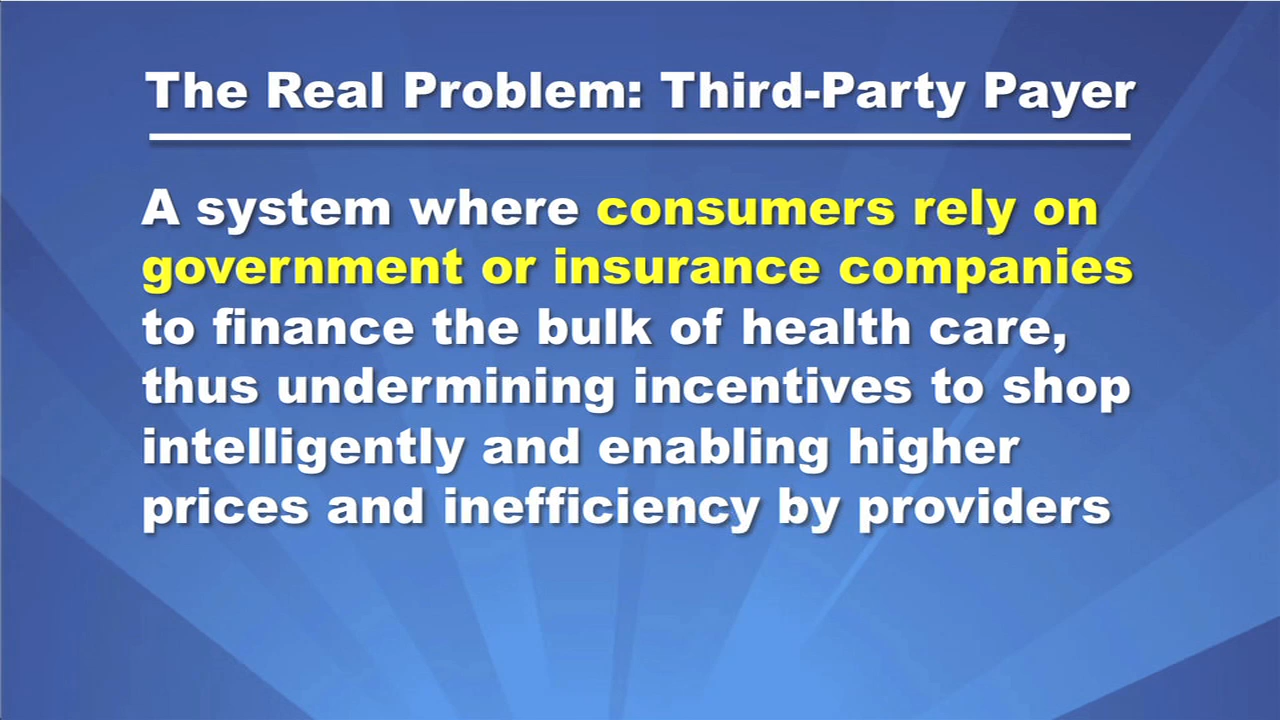 The Real Problem: Third-Party Payer
A system where consumers rely on
government or insurance companies
to finance the bulk of health care,
thus undermining incentives to shop
intelligently and enabling higher
prices and inefficiency by providers